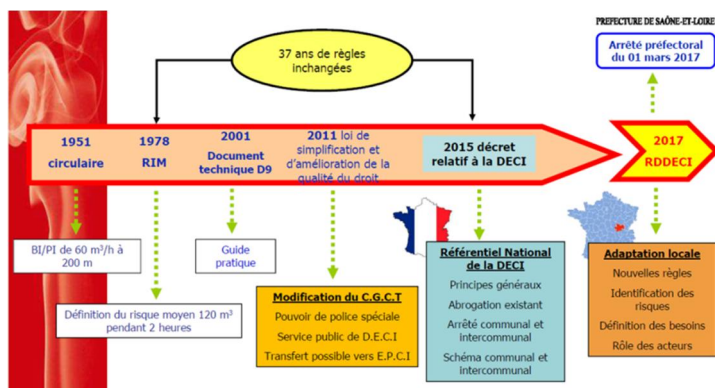 PREFECTURE DE SAÔNE-ET-LOIRE
37 ans de règles
inchangées
Arrêté préfectoral
du 01 mars 2017
1951
circulaire
1978
RIM
2001
Document
technique D9
2011 loi de
simplification et
d'amélioration de la
qualité du droit
2015 décret
relatif à la DECI
2017
RDDECI
BI/PI de 60 m³/h à
200 m
Définition du risque moyen 120 m³
pendant 2 heures
Guide
pratique
Modification du C.G.C.T
Pouvoir de police
spéciale
Service public de D.E.C.I
Transfert possible vers E.P.C.I
Référentiel National
de la DECI
Principes généraux
Abrogation existant
Arrêté communal et
intercommunal
Schéma communal et
intercommunal
Adaptation locale
Nouvelles règles
Identification des
risques
Définition des besoins
Rôle des acteurs